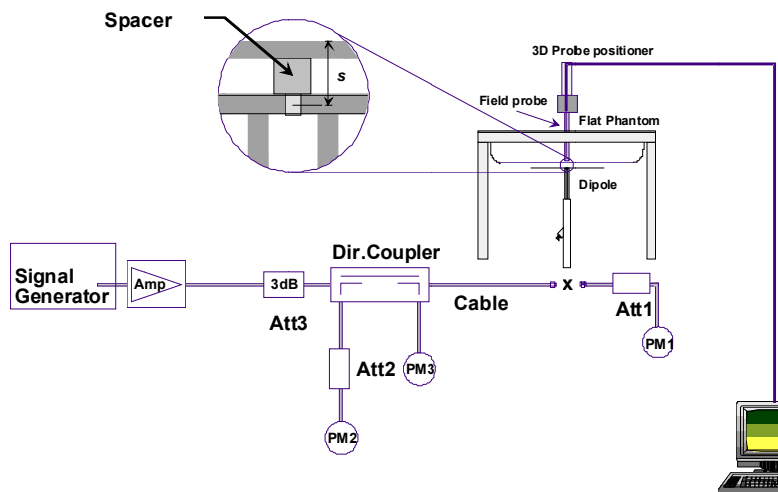 Spacer
s
3D Probe positioner
Field probe
Flat Phantom
Dipole
Signal
Generator
Amp
3dB
Att3
Dir.Coupler
Cable
x
Att1
PM1
Att2
PM3
PM2